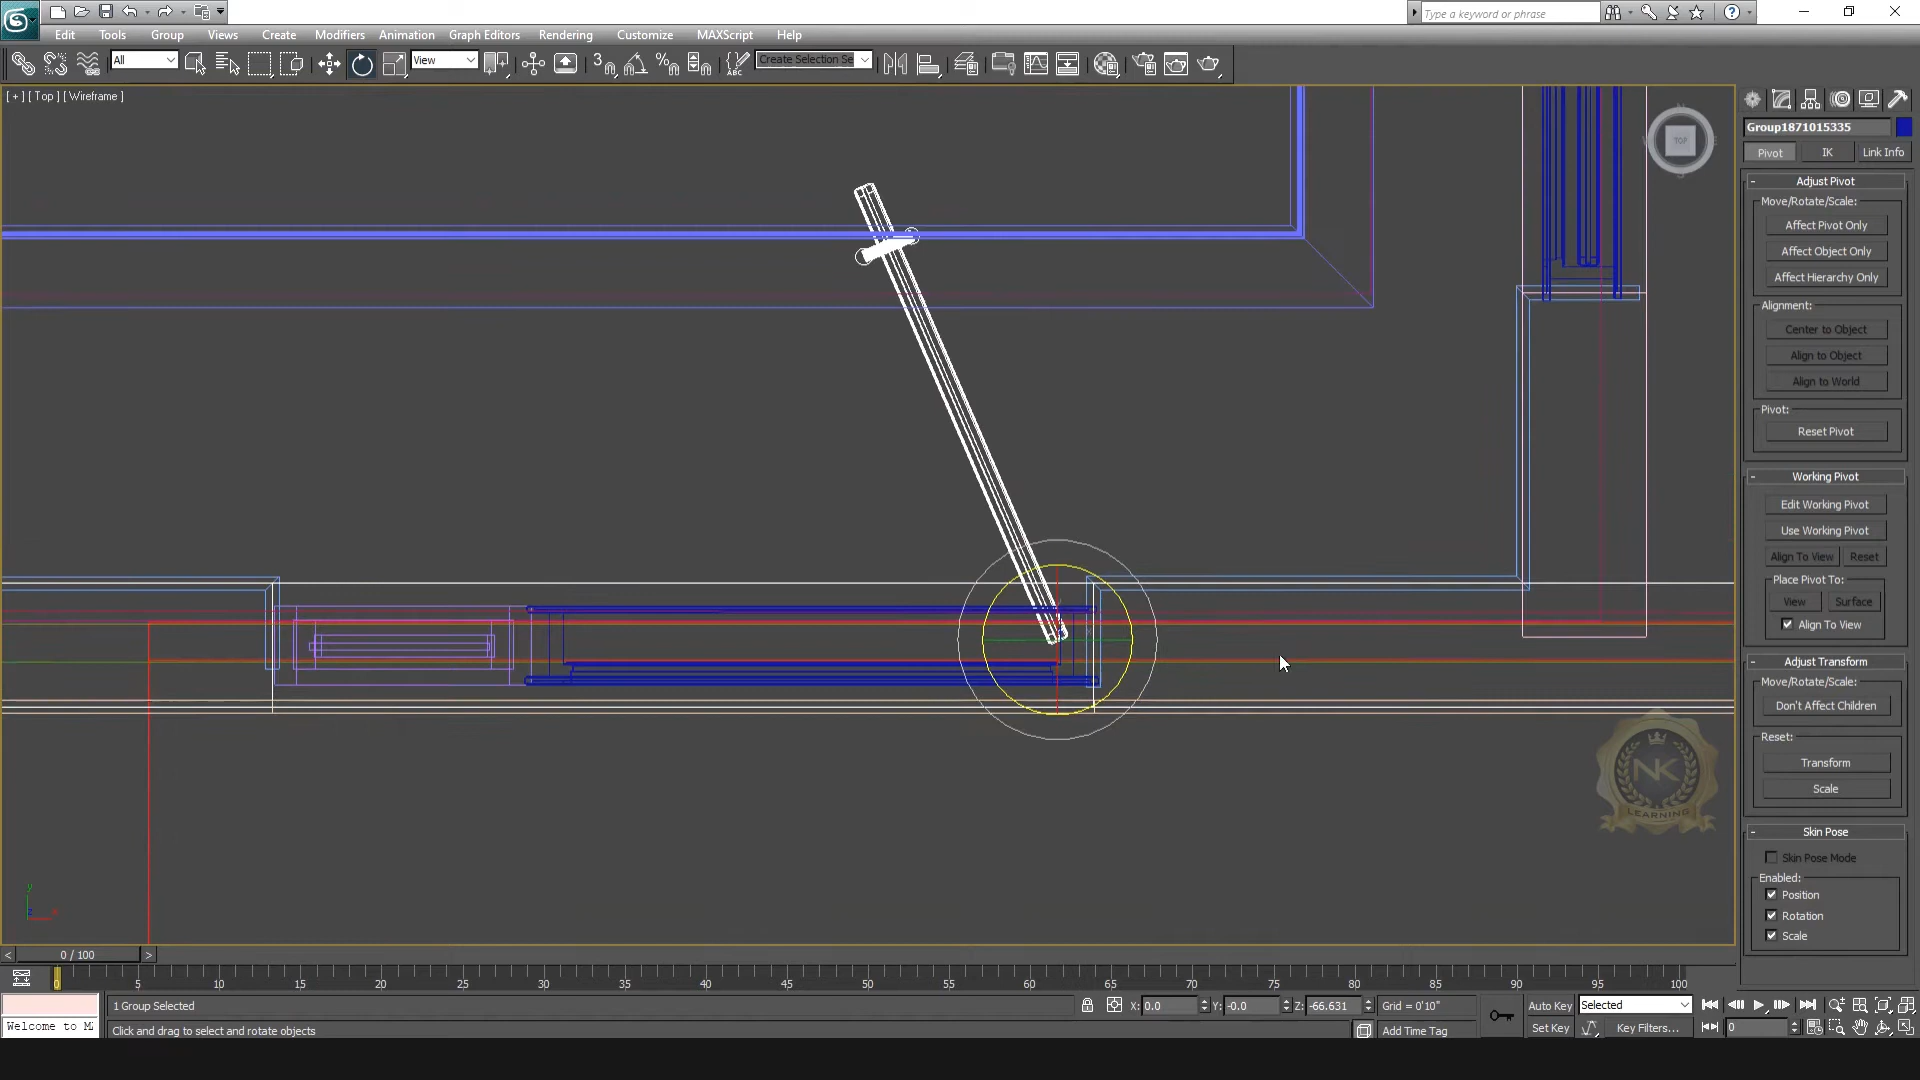 Type a keyword or phrase
Edit Tools Group Views Create Modifiers Animation Graph Editors Rendering Customize MAXScript Help
All View Create Selection Se
[ + ] [ Top ] [ Wireframe ]
TOP
Group1871015335
Pivot IK Link Info
- Adjust Pivot
Move/Rotate/Scale:
Affect Pivot Only
Affect Object Only
Affect Hierarchy Only
Alignment:
Center to Object
Align to Object
Align to World
Pivot:
Reset Pivot
- Working Pivot
Edit Working Pivot
Use Working Pivot
Align To View Reset
Place Pivot To:
View Surface
Align To View
- Adjust Transform
Move/Rotate/Scale:
Don't Affect Children
Reset:
Transform
Scale
NK
LEARNING
- Skin Pose
Skin Pose Mode
Enabled:
Position
Rotation
Scale
< 0 / 100 >
0 5 10 15 20 25 30 35 40 45 50 55 60 65 70 75 80 85 90 95 100
1 Group Selected X: 0.0 Y: -0.0 Z: -66.631 Grid = 0'10" Auto Key Selected
Welcome to M Click and drag to select and rotate objects Add Time Tag Set Key Key Filters... 0